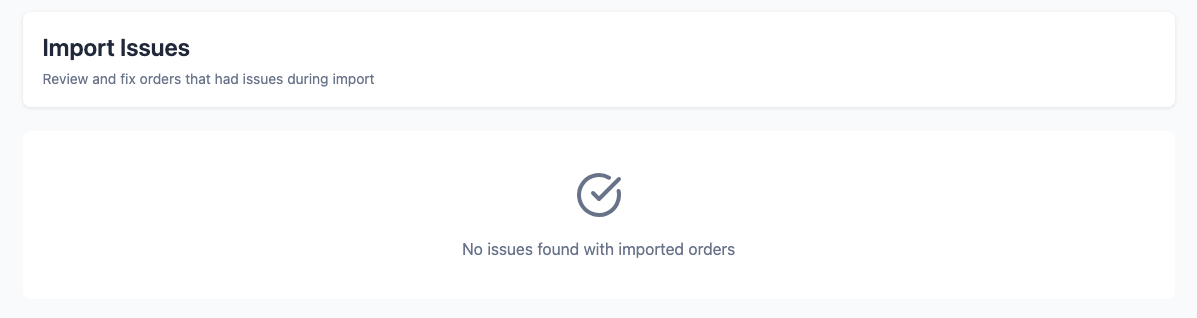 Import Issues
Review and fix orders that had issues during import
No issues found with imported orders